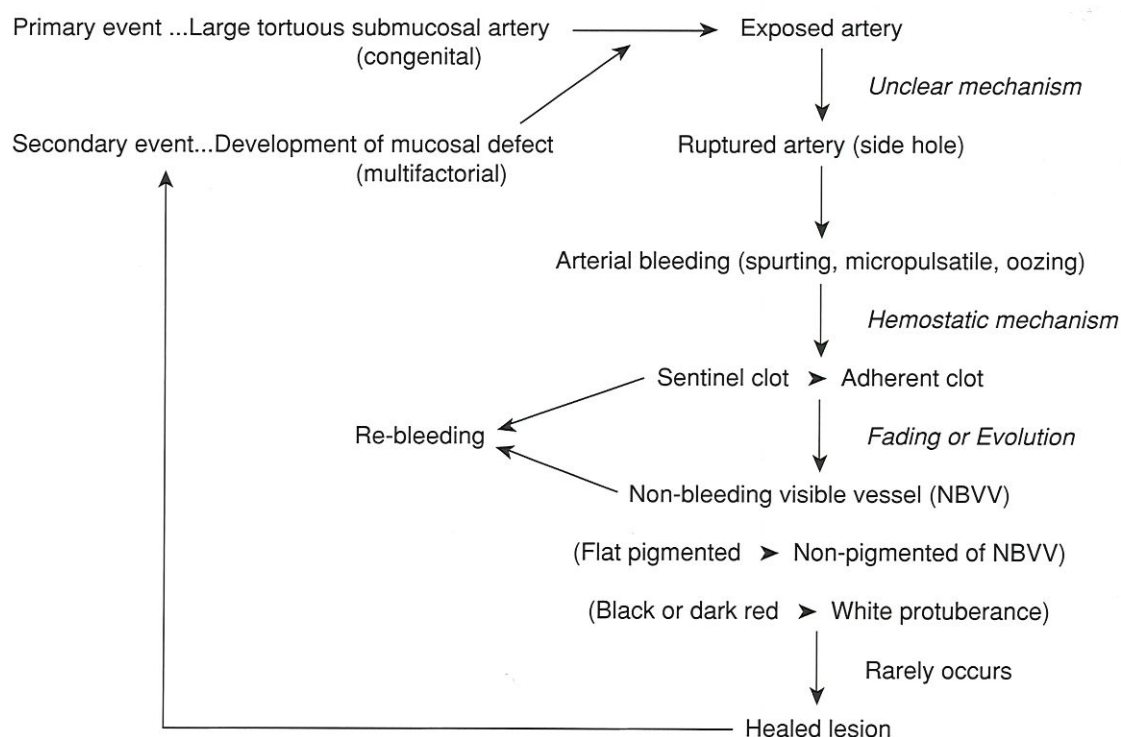 Primary event ...Large tortuous submucosal artery
(congenital)
Exposed artery
Unclear mechanism
Secondary event...Development of mucosal defect
(multifactorial)
Ruptured artery (side hole)
Arterial bleeding (spurting, micropulsatile, oozing)
Hemostatic mechanism
Sentinel clot ➤ Adherent clot
Re-bleeding
Fading or Evolution
Non-bleeding visible vessel (NBVV)
(Flat pigmented ➤ Non-pigmented of NBVV)
(Black or dark red ➤ White protuberance)
Rarely occurs
Healed lesion